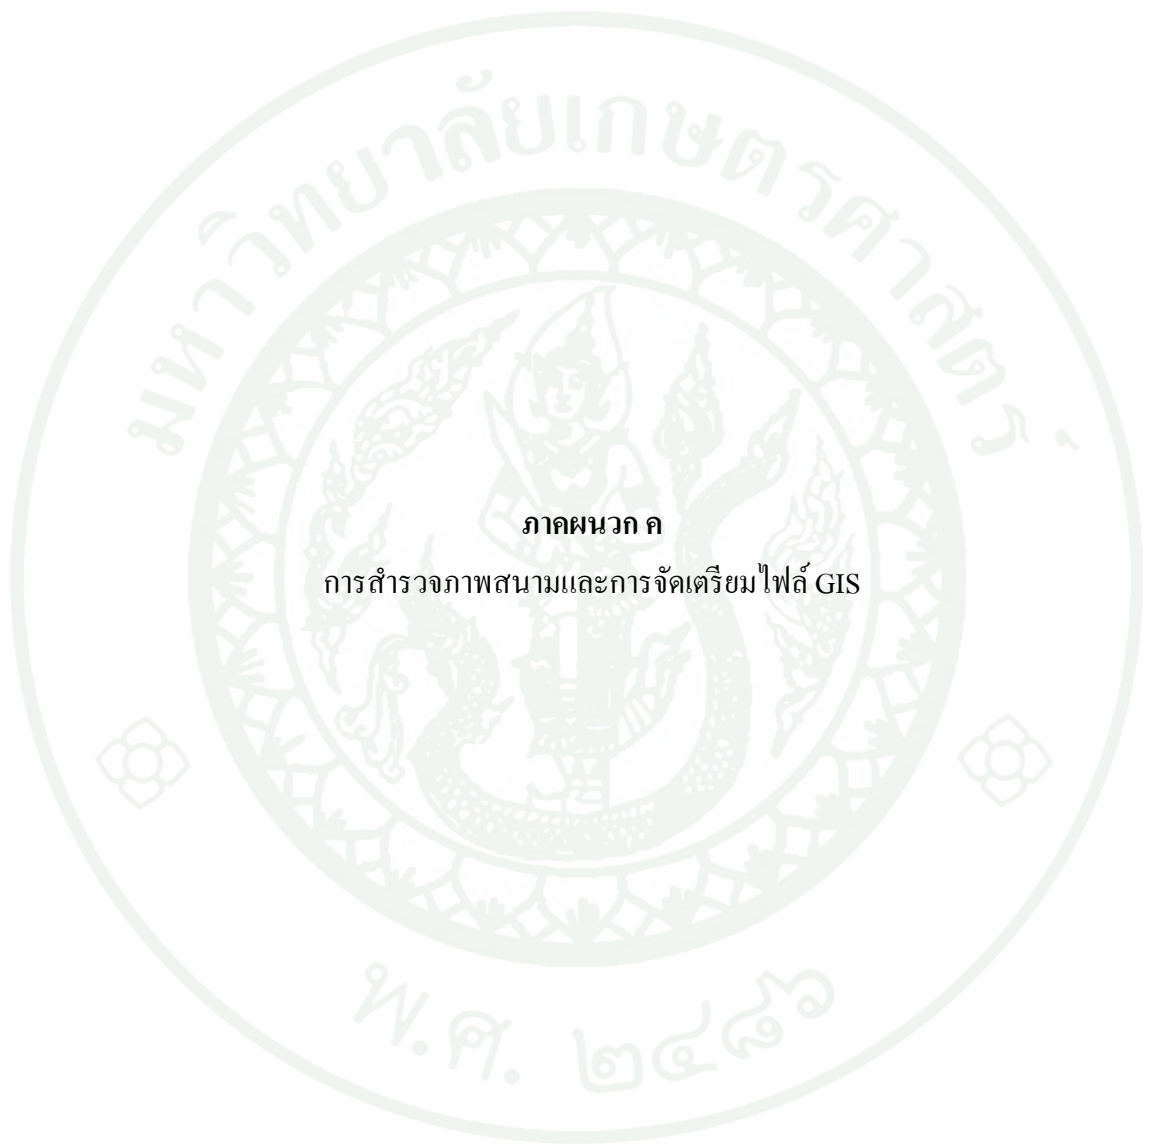 มหาวิทยาลัยเกษตรศาสตร์
ภาคผนวก ค
การสำรวจภาพสนามและการจัดเตรียมไฟล์ GIS
พ.ศ. ๒๔๘๖